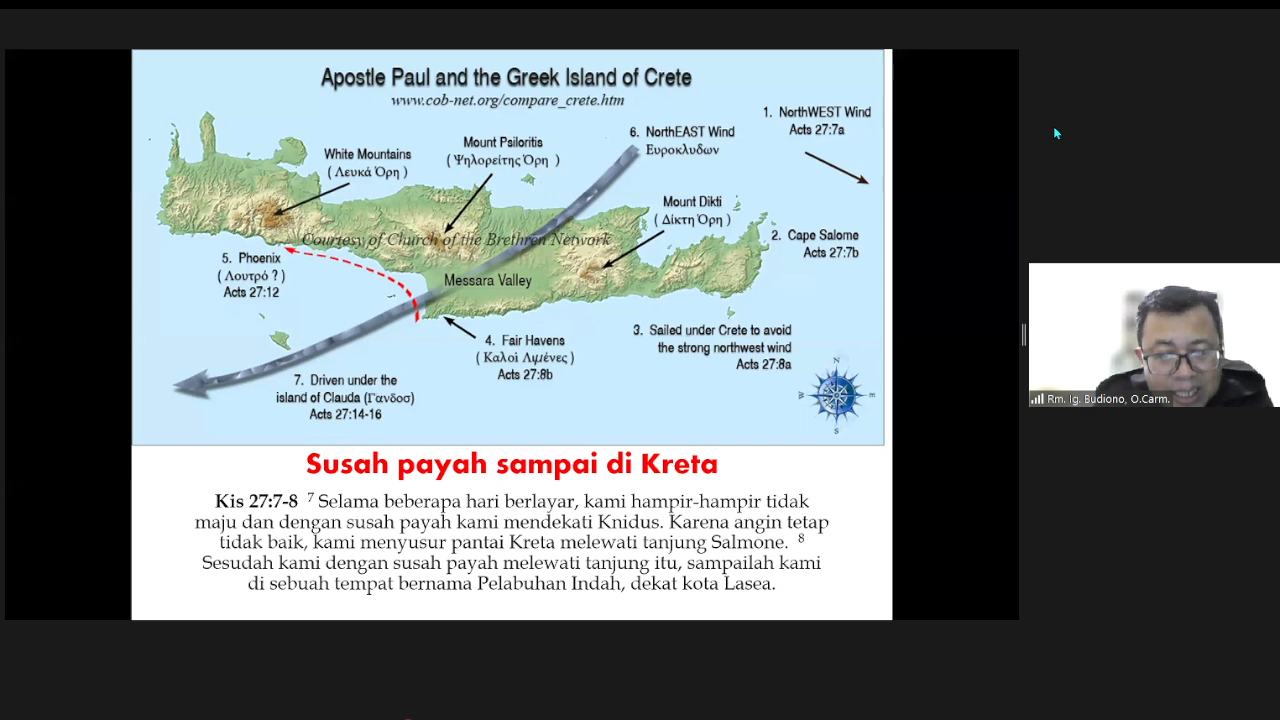 Apostle Paul and the Greek Island of Crete
www.cob-net.org/compare_crete.htm
1. NorthWEST Wind
Acts 27:7a
6. NorthEAST Wind
Ευροκλυδων
Mount Psiloritis
( Ψηλορείτης Όρη )
White Mountains
( Λευκά Όρη )
Mount Dikti
( Δίκτη Όρη )
2. Cape Salome
Acts 27:7b
Courtesy of Church of the Brethren Network
5. Phoenix
( Λουτρό ? )
Acts 27:12
Messara Valley
3. Sailed under Crete to avoid
the strong northwest wind
Acts 27:8a
4. Fair Havens
( Καλοὶ Λιμένες )
Acts 27:8b
7. Driven under the
island of Clauda (Γανδοσ)
Acts 27:14-16
N
W
E
S
Susah payah sampai di Kreta
Kis 27:7-8 7 Selama beberapa hari berlayar, kami hampir-hampir tidak
maju dan dengan susah payah kami mendekati Knidus. Karena angin tetap
tidak baik, kami menyusur pantai Kreta melewati tanjung Salmone. 8
Sesudah kami dengan susah payah melewati tanjung itu, sampailah kami
di sebuah tempat bernama Pelabuhan Indah, dekat kota Lasea.
Rm. Ig. Budiono, O.Carm.